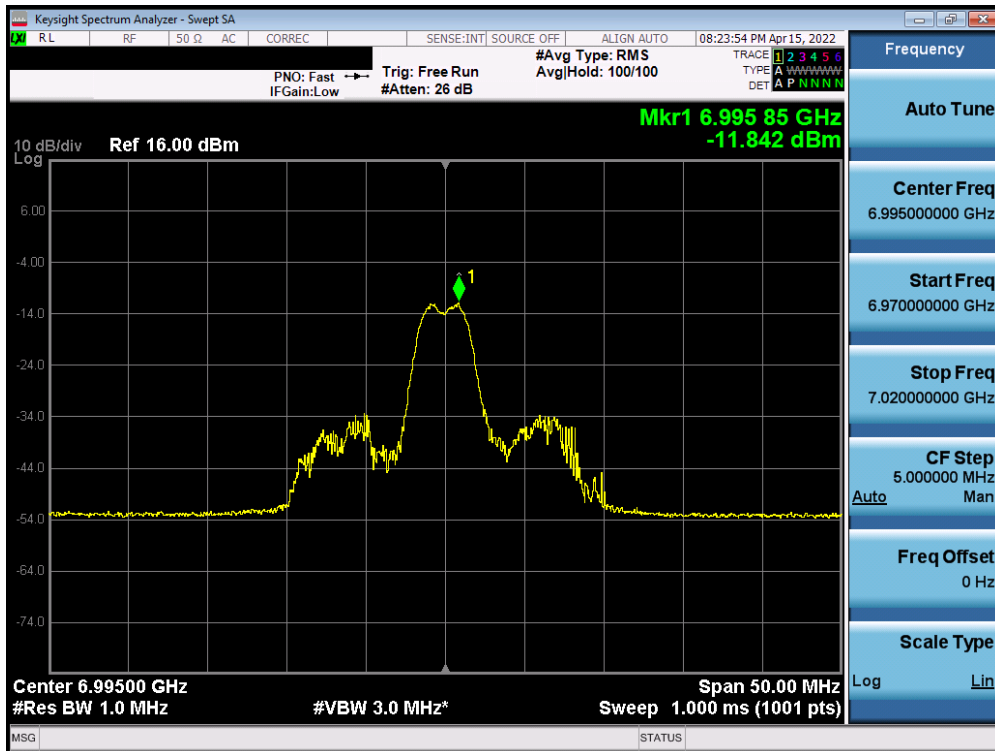 Keysight Spectrum Analyzer - Swept SA
LXI RL RF 50 Ω AC CORREC SENSE:INT SOURCE OFF ALIGN AUTO 08:23:54 PM Apr 15, 2022
#Avg Type: RMS TRACE 1 2 3 4 5 6
PNO: Fast Trig: Free Run Avg|Hold: 100/100 TYPE A WWWWW
IFGain:Low #Atten: 26 dB DET A P N N N N
Mkr1 6.995 85 GHz
10 dB/div Ref 16.00 dBm -11.842 dBm
Log
6.00
-4.00
1
-14.0
-24.0
-34.0
-44.0
-54.0
-64.0
-74.0
Center 6.99500 GHz Span 50.00 MHz
#Res BW 1.0 MHz #VBW 3.0 MHz* Sweep 1.000 ms (1001 pts)
MSG STATUS
Frequency
Auto Tune
Center Freq
6.995000000 GHz
Start Freq
6.970000000 GHz
Stop Freq
7.020000000 GHz
CF Step
5.000000 MHz
Auto Man
Freq Offset
0 Hz
Scale Type
Log Lin